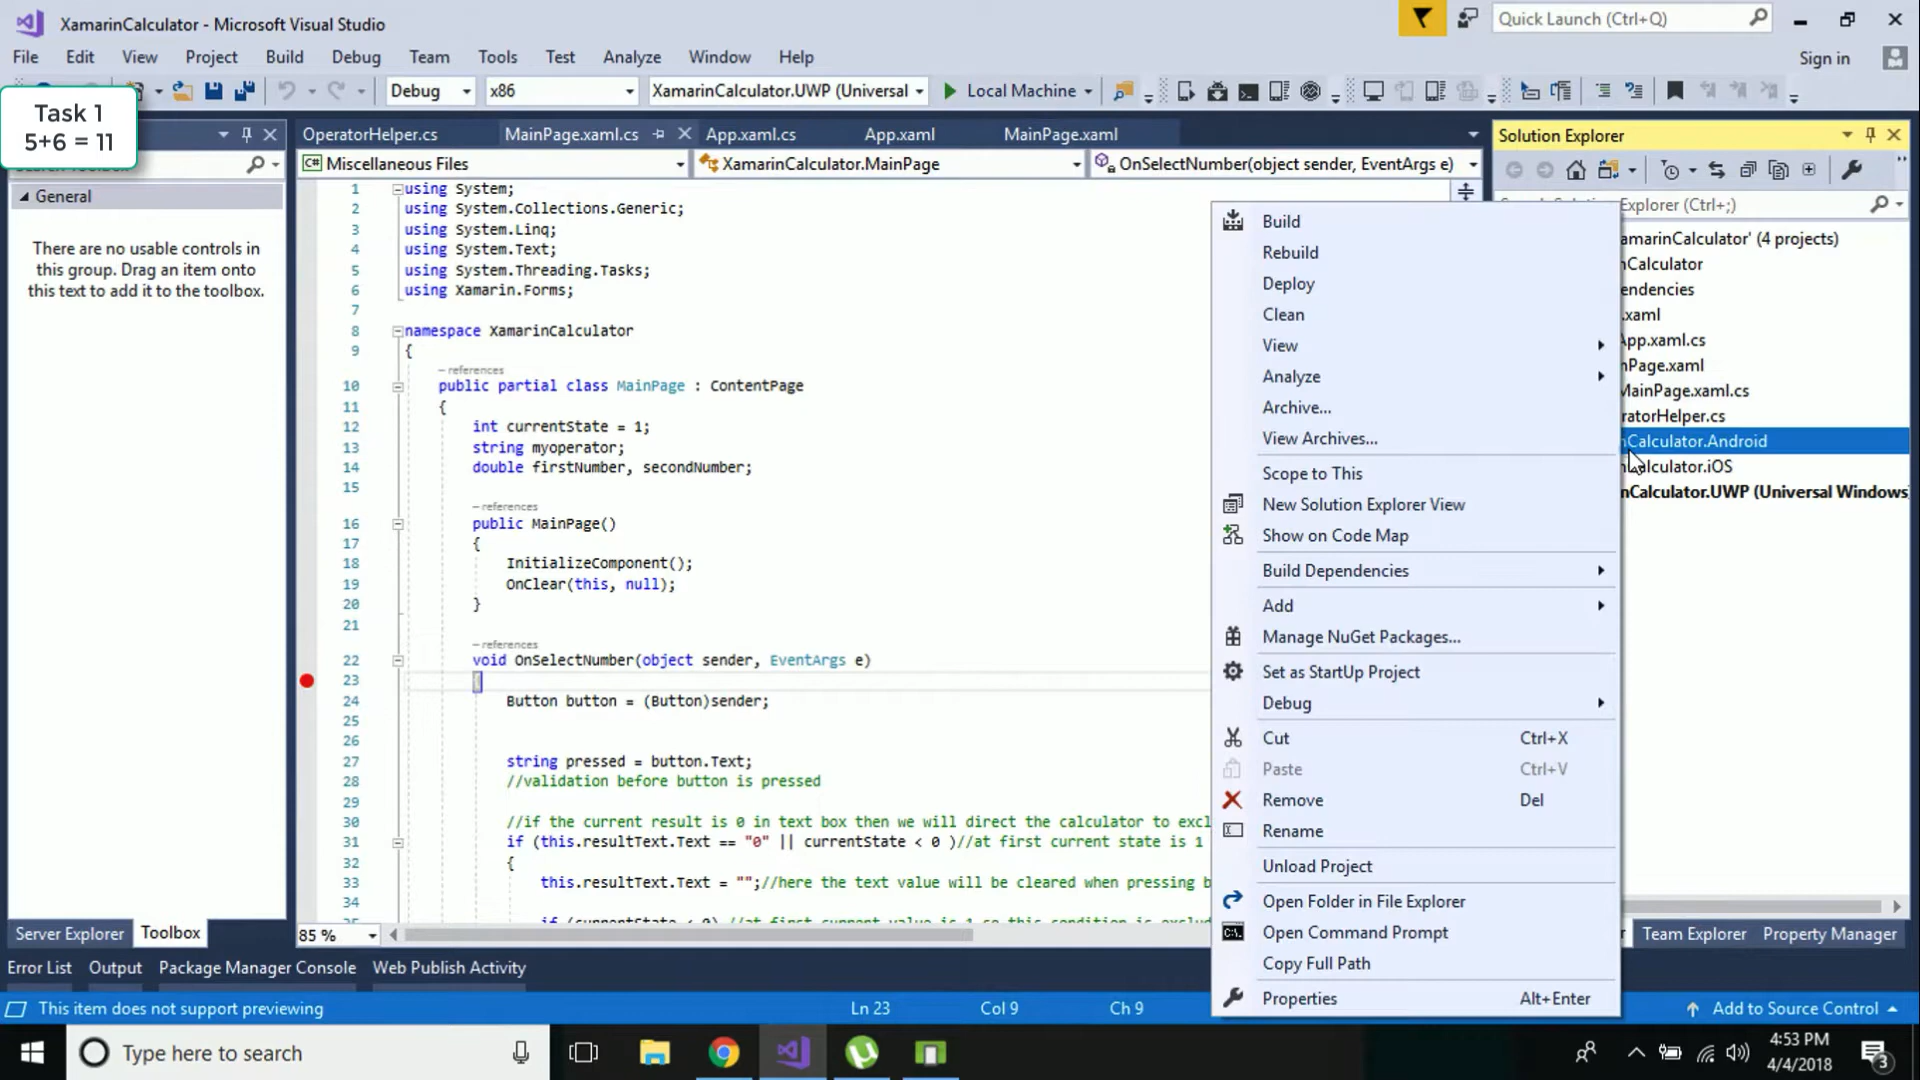 XamarinCalculator - Microsoft Visual Studio
Quick Launch (Ctrl+Q)
File Edit View Project Build Debug Team Tools Test Analyze Window Help
Sign in
Debug x86 XamarinCalculator.UWP (Universal Local Machine
Task 1
5+6 = 11
OperatorHelper.cs MainPage.xaml.cs App.xaml.cs App.xaml MainPage.xaml
Solution Explorer
Miscellaneous Files XamarinCalculator.MainPage OnSelectNumber(object sender, EventArgs e)
General
There are no usable controls in
this group. Drag an item onto
this text to add it to the toolbox.
1 using System;
2 using System.Collections.Generic;
3 using System.Linq;
4 using System.Text;
5 using System.Threading.Tasks;
6 using Xamarin.Forms;
7
8 namespace XamarinCalculator
9 {
- references
10 public partial class MainPage : ContentPage
11 {
12 int currentState = 1;
13 string myoperator;
14 double firstNumber, secondNumber;
15
- references
16 public MainPage()
17 {
18 InitializeComponent();
19 OnClear(this, null);
20 }
21
- references
22 void OnSelectNumber(object sender, EventArgs e)
23 {
24 Button button = (Button)sender;
25
26
27 string pressed = button.Text;
28 //validation before button is pressed
29
30 //if the current result is 0 in text box then we will direct the calculator to excl
31 if (this.resultText.Text == "0" || currentState < 0 )//at first current state is 1
32 {
33 this.resultText.Text = "";//here the text value will be cleared when pressing b
34
Build
Rebuild
Deploy
Clean
View
Analyze
Archive...
View Archives...
Scope to This
New Solution Explorer View
Show on Code Map
Build Dependencies
Add
Manage NuGet Packages...
Set as StartUp Project
Debug
Cut Ctrl+X
Paste Ctrl+V
Remove Del
Rename
Unload Project
Open Folder in File Explorer
Open Command Prompt
Copy Full Path
Properties Alt+Enter
Explorer (Ctrl+;)
amarinCalculator' (4 projects)
nCalculator
endencies
.xaml
App.xaml.cs
nPage.xaml
MainPage.xaml.cs
ratorHelper.cs
nCalculator.Android
nCalculator.iOS
nCalculator.UWP (Universal Windows)
85 %
Server Explorer Toolbox
Team Explorer Property Manager
Error List Output Package Manager Console Web Publish Activity
This item does not support previewing Ln 23 Col 9 Ch 9 Add to Source Control
Type here to search
4:53 PM
4/4/2018
3